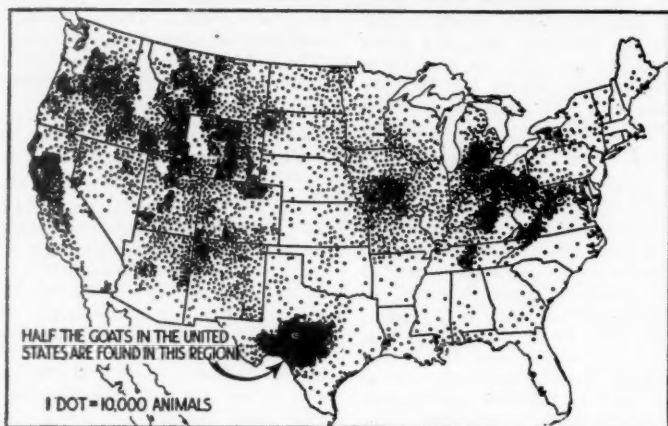 HALF THE GOATS IN THE UNITED
STATES ARE FOUND IN THIS REGION
1 DOT = 10,000 ANIMALS